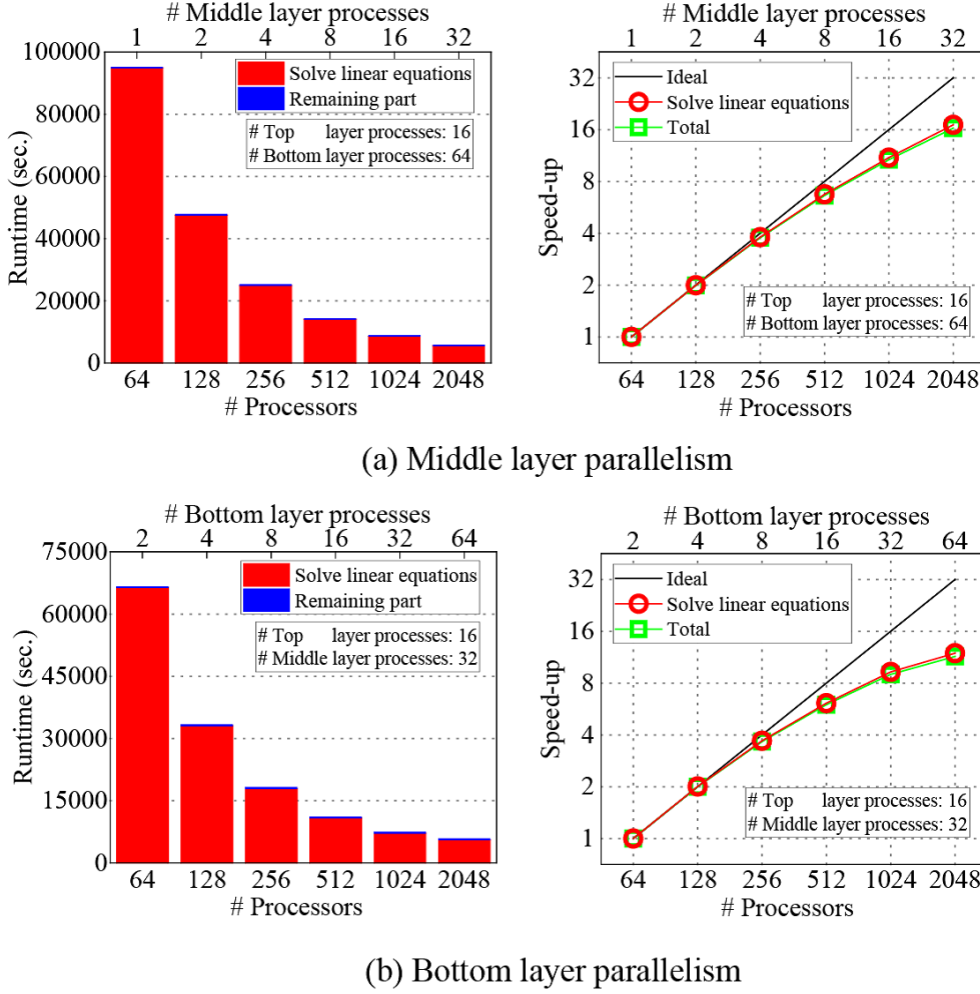 # Middle layer processes
1 2 4 8 16 32
100000
80000
60000
40000
20000
0
Runtime (sec.)
Solve linear equations
Remaining part
# Top layer processes: 16
# Bottom layer processes: 64
64 128 256 512 1024 2048
# Processors
# Middle layer processes
1 2 4 8 16 32
32
16
8
4
2
1
Speed-up
Ideal
Solve linear equations
Total
# Top layer processes: 16
# Bottom layer processes: 64
64 128 256 512 1024 2048
# Processors
(a) Middle layer parallelism
# Bottom layer processes
2 4 8 16 32 64
75000
60000
45000
30000
15000
0
Runtime (sec.)
Solve linear equations
Remaining part
# Top layer processes: 16
# Middle layer processes: 32
64 128 256 512 1024 2048
# Processors
# Bottom layer processes
2 4 8 16 32 64
32
16
8
4
2
1
Speed-up
Ideal
Solve linear equations
Total
# Top layer processes: 16
# Middle layer processes: 32
64 128 256 512 1024 2048
# Processors
(b) Bottom layer parallelism